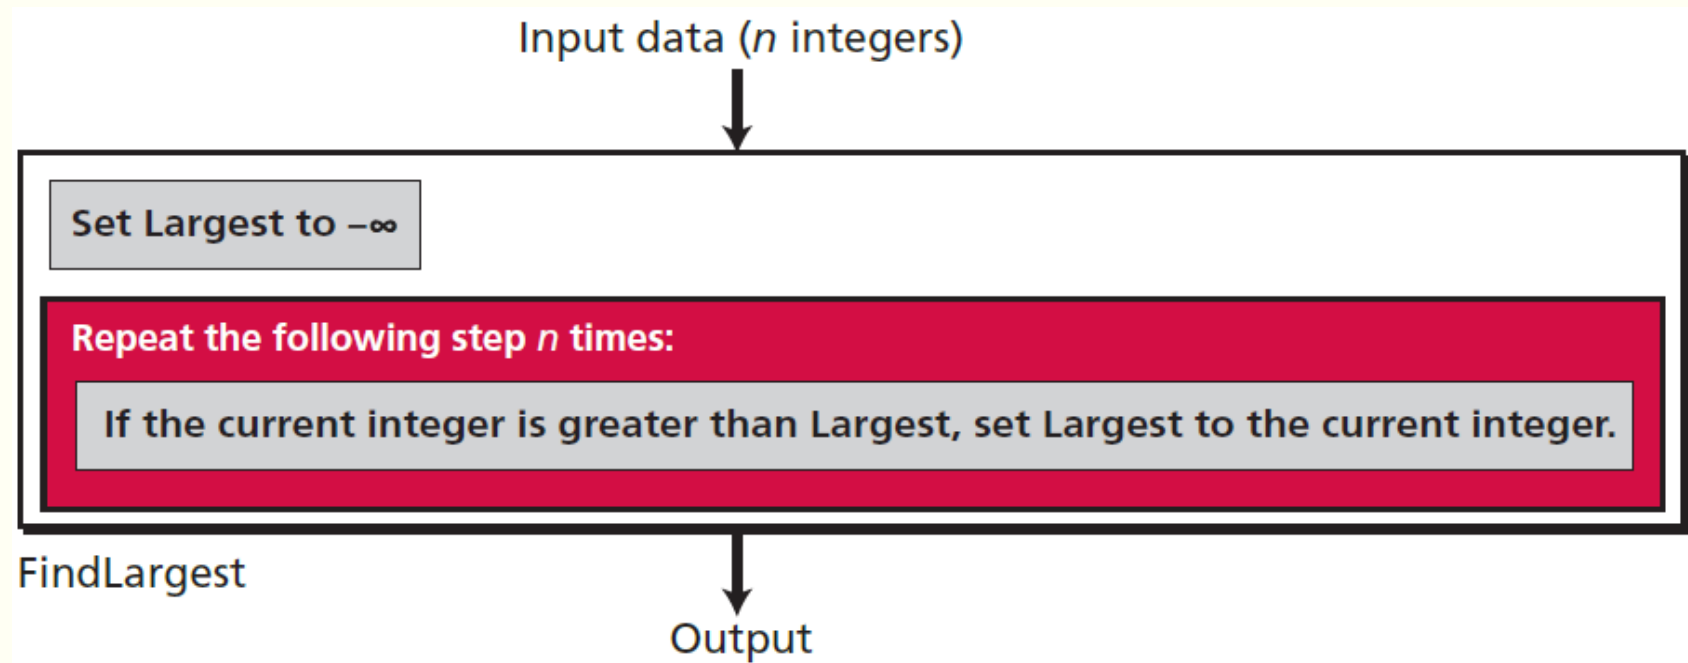 Input data (n integers)
Set Largest to –∞
Repeat the following step n times:
If the current integer is greater than Largest, set Largest to the current integer.
FindLargest
Output